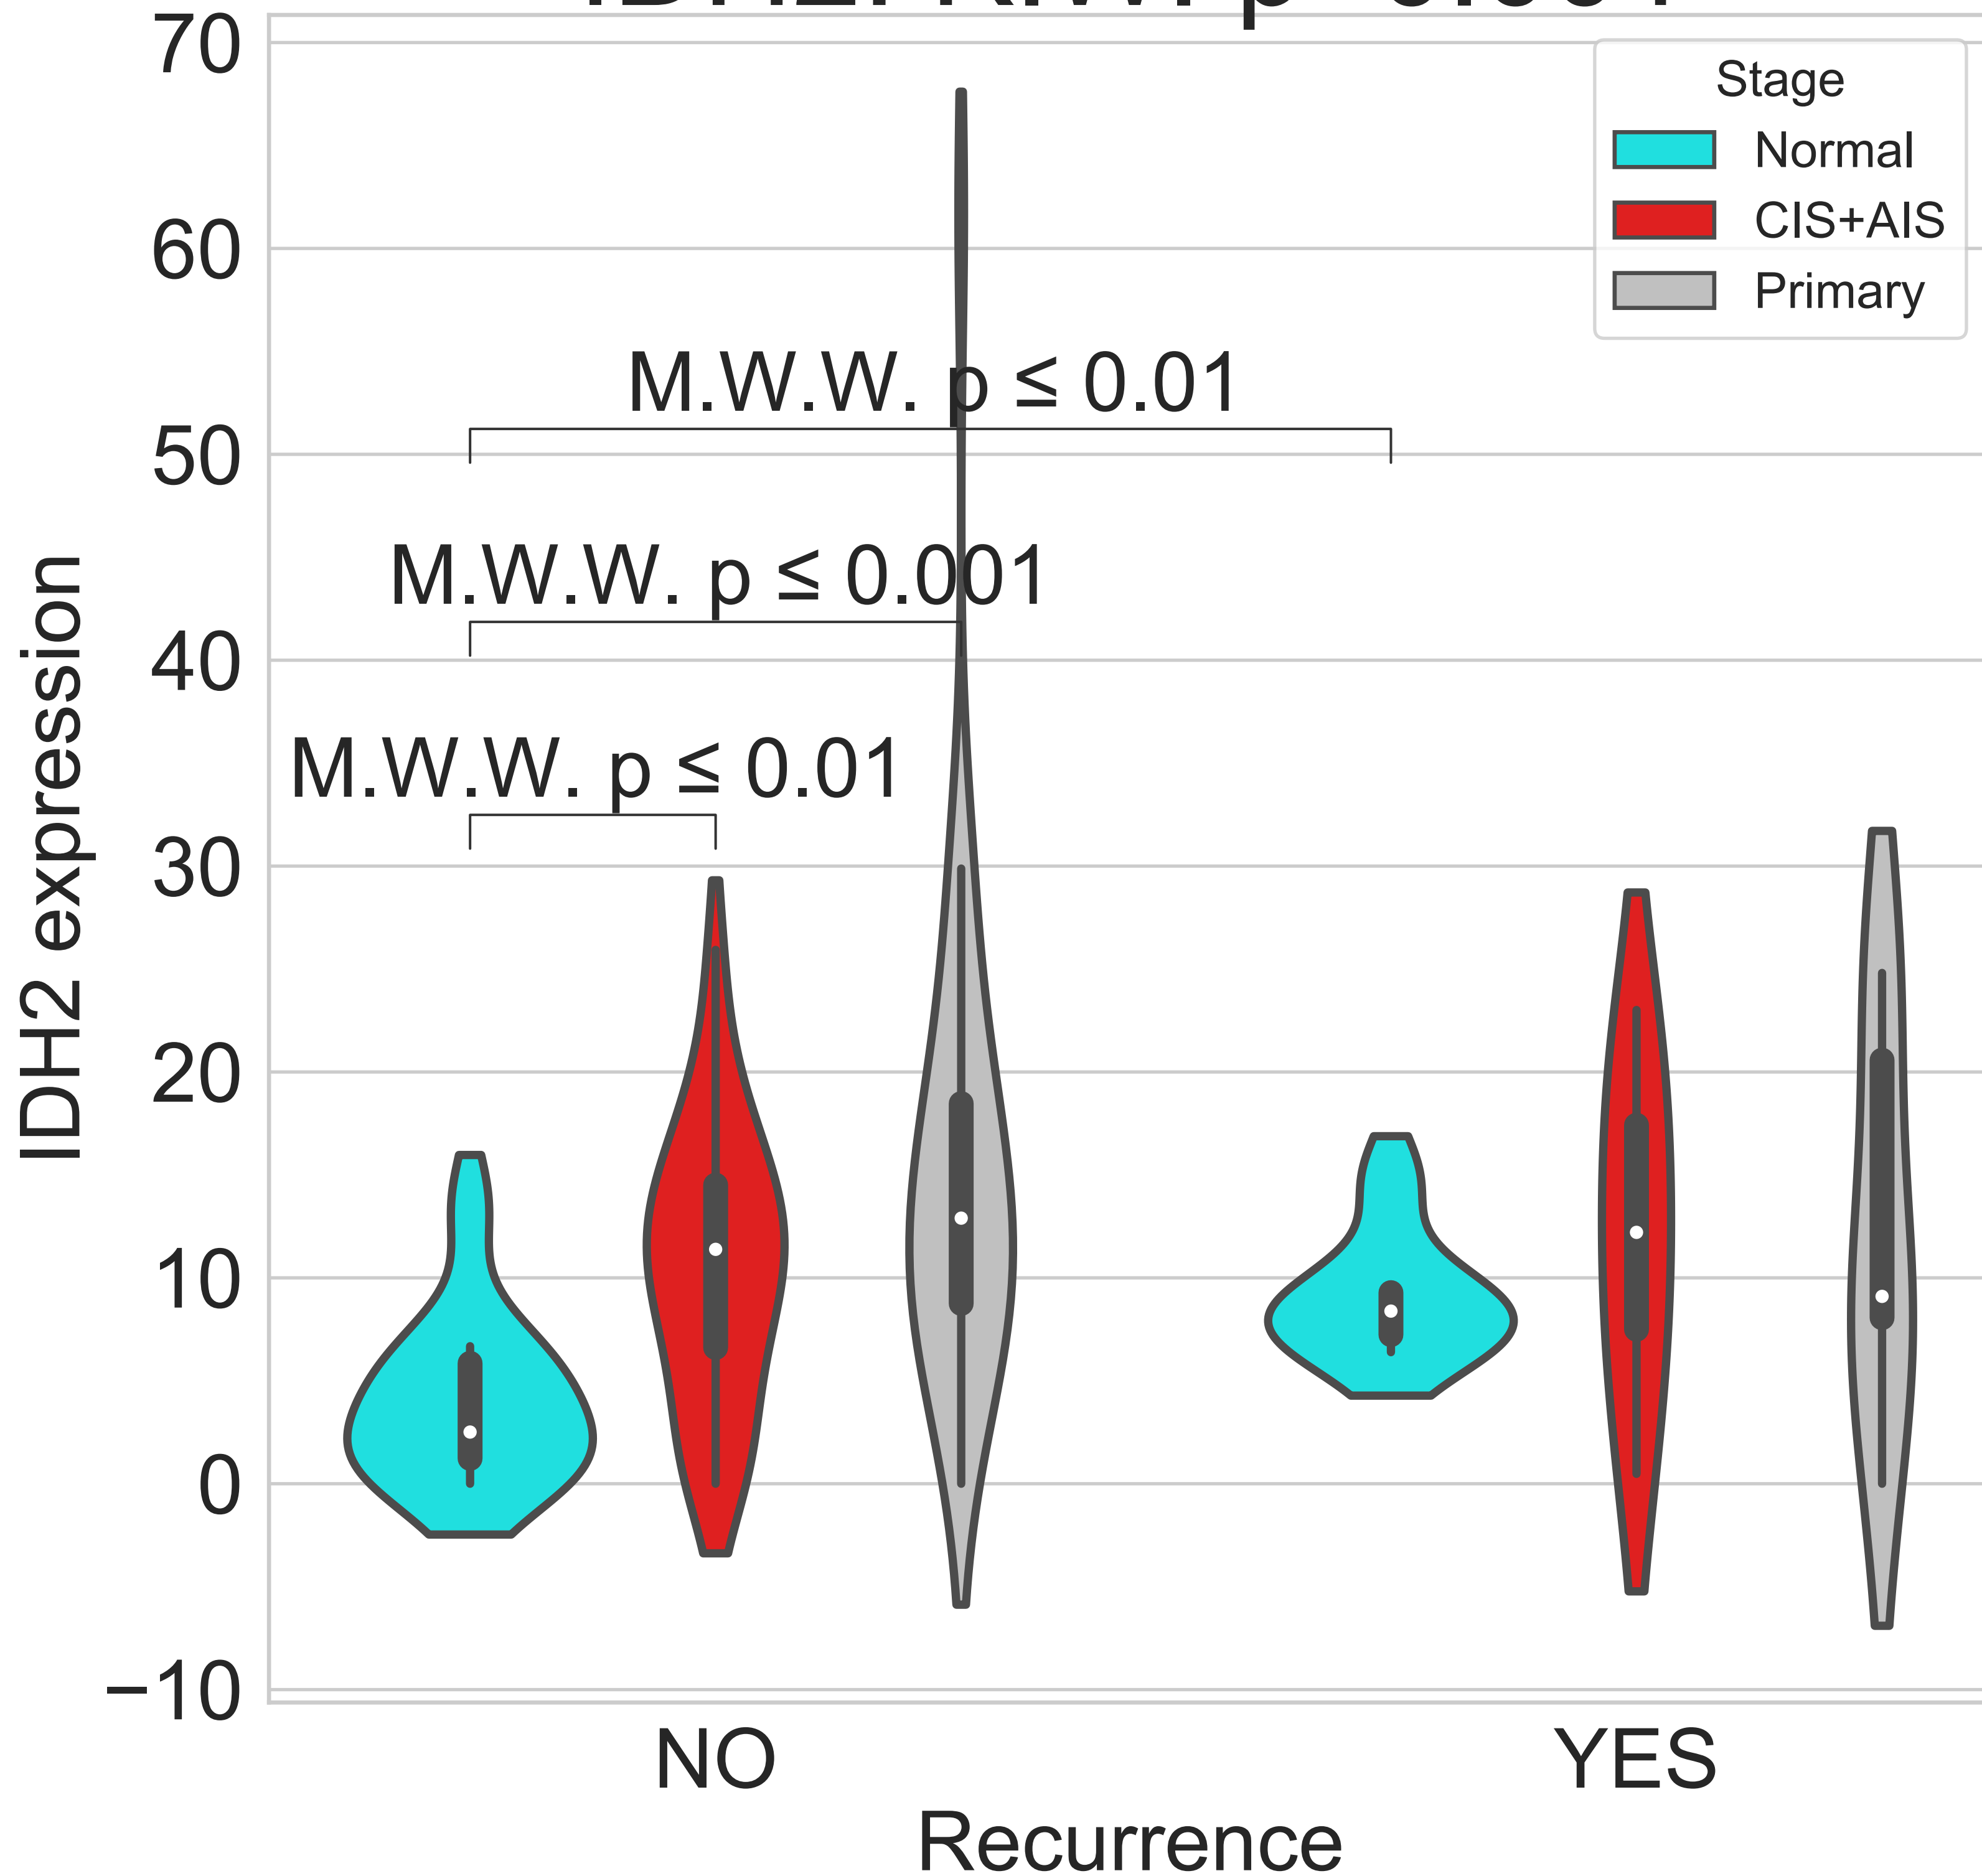 70
60
50
40
30
20
10
0
−10
IDH2 expression
Stage
Normal
CIS+AIS
Primary
M.W.W. p ≤ 0.01
M.W.W. p ≤ 0.001
M.W.W. p ≤ 0.01
NO
YES
Recurrence